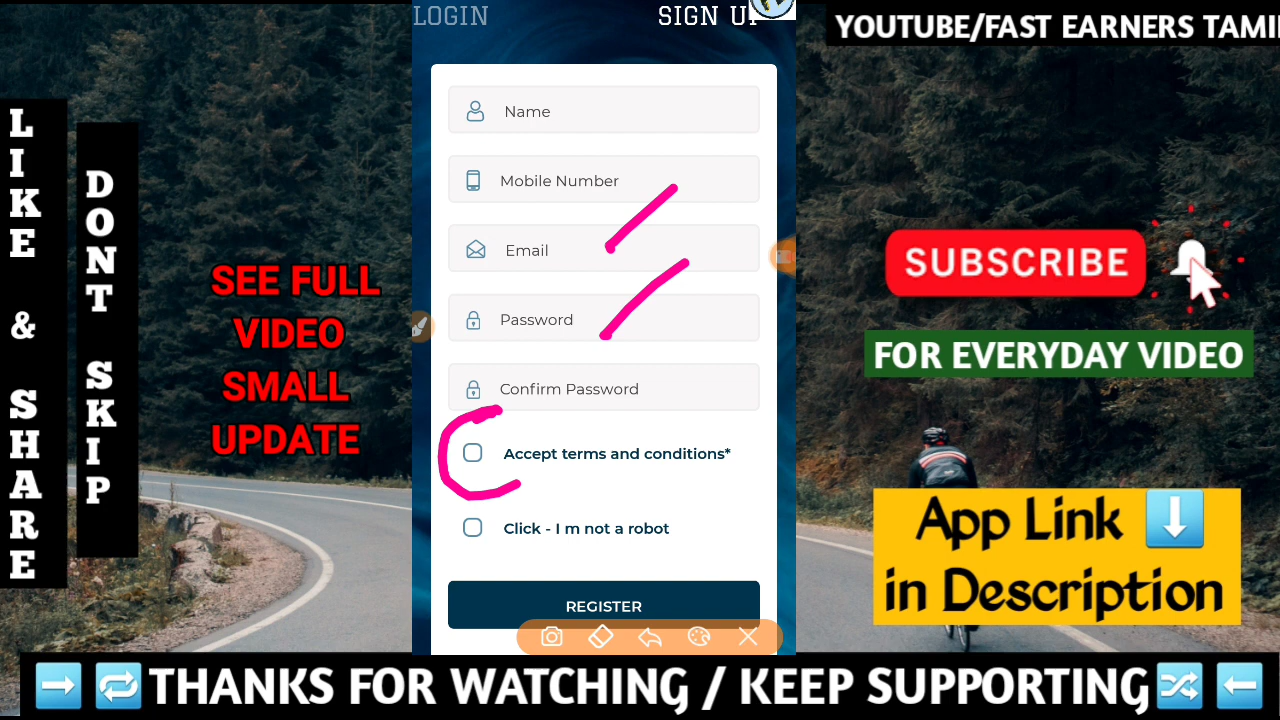 LOGIN
SIGN UP
YOUTUBE/FAST EARNERS TAMI
LIKE & SHARE
DONT SKIP
SEE FULL
VIDEO
SMALL
UPDATE
Name
Mobile Number
Email
Password
Confirm Password
Accept terms and conditions*
Click - I m not a robot
REGISTER
SUBSCRIBE
FOR EVERYDAY VIDEO
App Link
in Description
THANKS FOR WATCHING / KEEP SUPPORTING